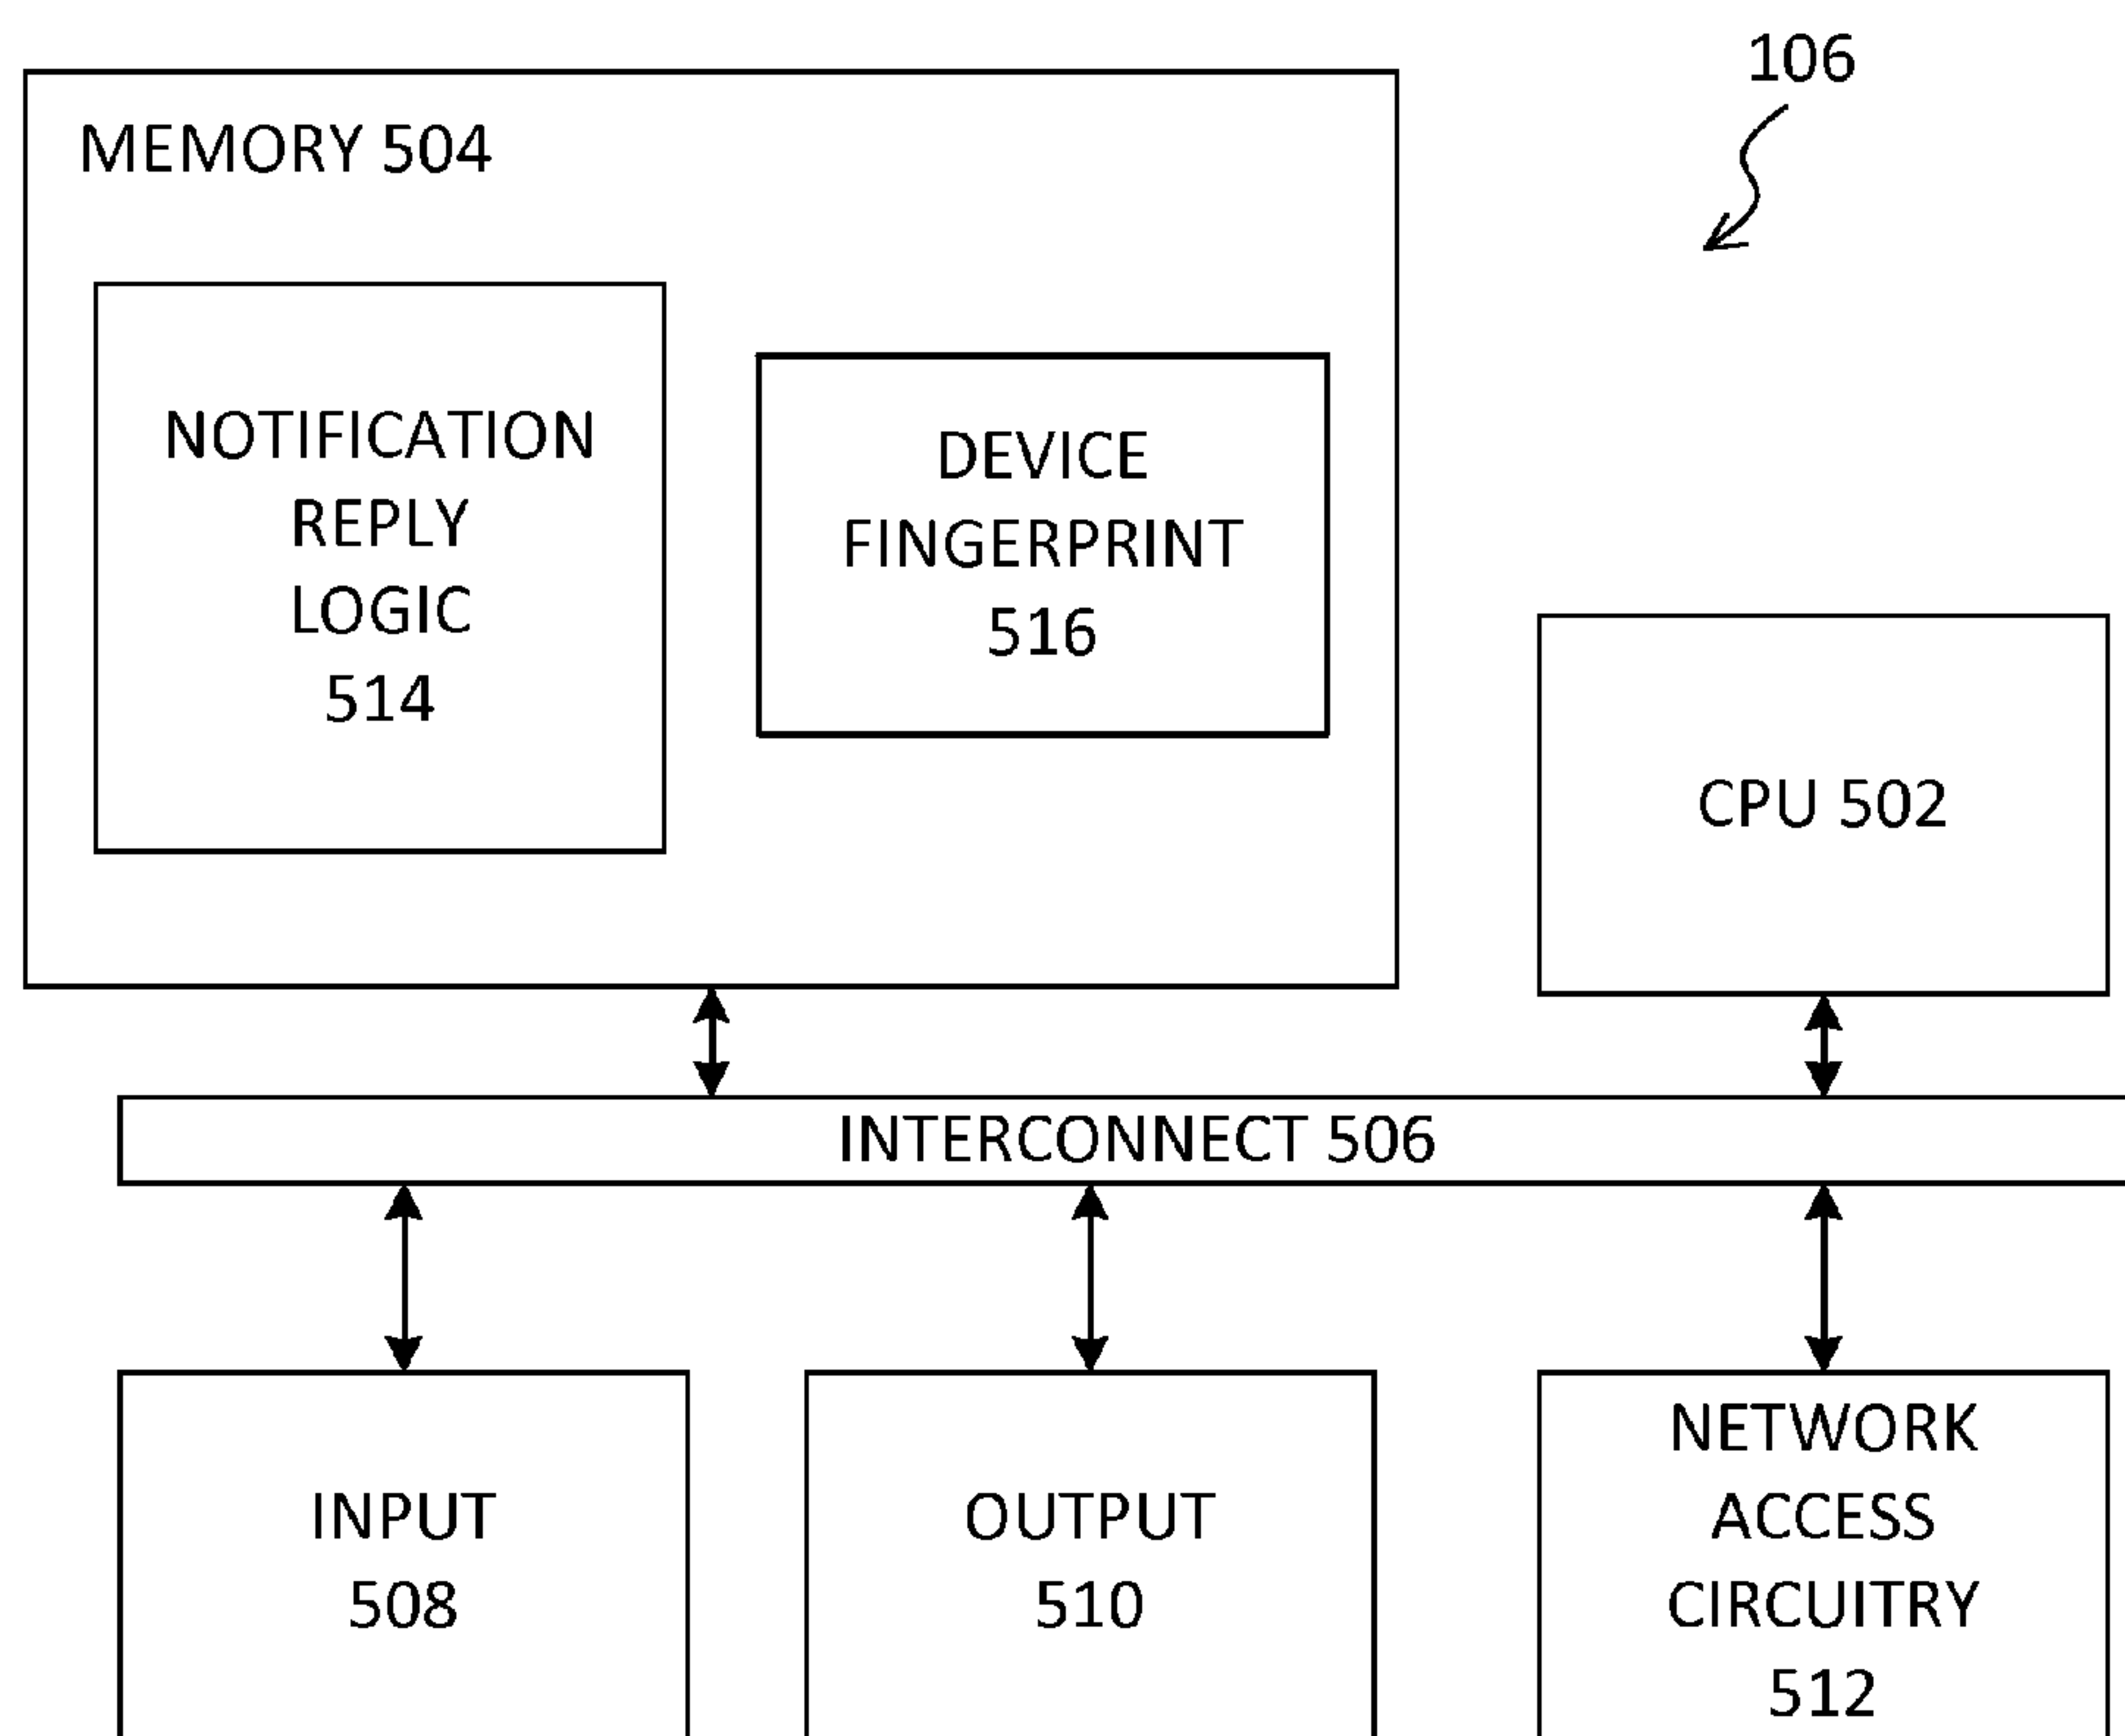 106
MEMORY 504
NOTIFICATION
REPLY
LOGIC
514
DEVICE
FINGERPRINT
516
CPU 502
INTERCONNECT 506
INPUT
508
OUTPUT
510
NETWORK
ACCESS
CIRCUITRY
512